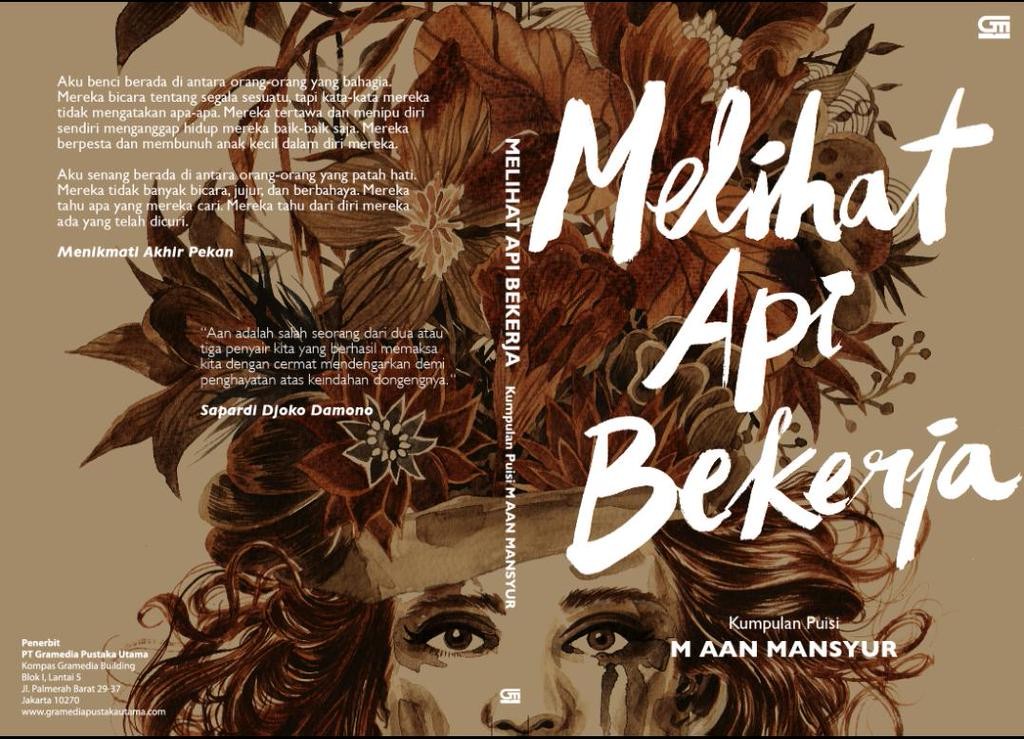 Aku benci berada di antara orang-orang yang bahagia.
Mereka bicara tentang segala sesuatu, tapi kata-kata mereka
tidak mengatakan apa-apa. Mereka tertawa dan menipu diri
sendiri menganggap hidup mereka baik-baik saja. Mereka
berpesta dan membunuh anak kecil dalam diri mereka.
Aku senang berada di antara orang-orang yang patah hati.
Mereka tidak banyak bicara, jujur, dan berbahaya. Mereka
tahu apa yang mereka cari. Mereka tahu dari diri mereka
ada yang telah dicuri.
Menikmati Akhir Pekan
“Aan adalah salah seorang dari dua atau
tiga penyair kita yang berhasil memaksa
kita dengan cermat mendengarkan demi
penghayatan atas keindahan dongengnya.”
Sapardi Djoko Damono
Penerbit
PT Gramedia Pustaka Utama
Kompas Gramedia Building
Blok I, Lantai 5
Jl. Palmerah Barat 29-37
Jakarta 10270
www.gramediapustakautama.com
MELIHAT API BEKERJA Kumpulan Puisi M AAN MANSYUR
GM
GM
Melihat
Api
Bekerja
Kumpulan Puisi
M AAN MANSYUR